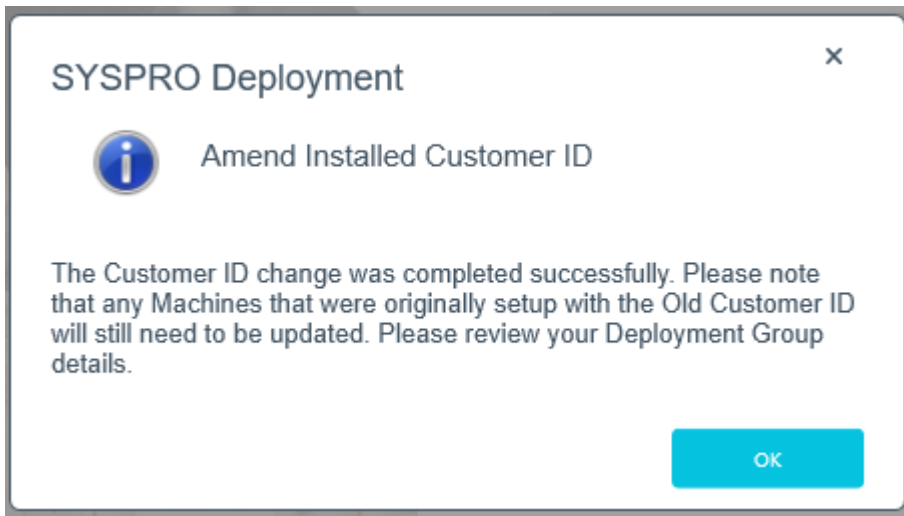 SYSPRO Deployment
Amend Installed Customer ID
The Customer ID change was completed successfully. Please note
that any Machines that were originally setup with the Old Customer ID
will still need to be updated. Please review your Deployment Group
details.
OK